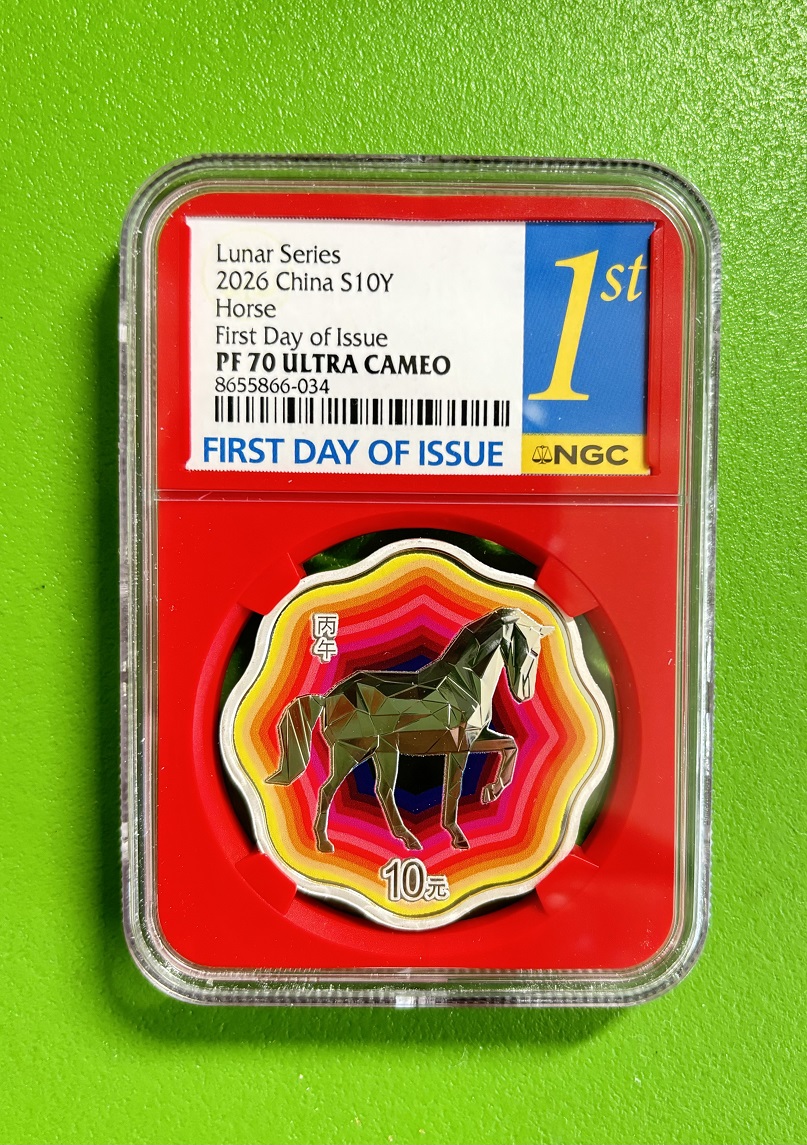 Lunar Series
2026 China S10Y
Horse
First Day of Issue
PF 70 ULTRA CAMEO
8655866-034
FIRST DAY OF ISSUE
1st
NGC
丙
午
10元